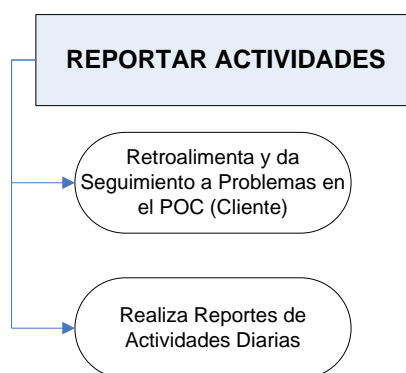 REPORTAR ACTIVIDADES
Retroalimenta y da
Seguimiento a Problemas en
el POC (Cliente)
Realiza Reportes de
Actividades Diarias